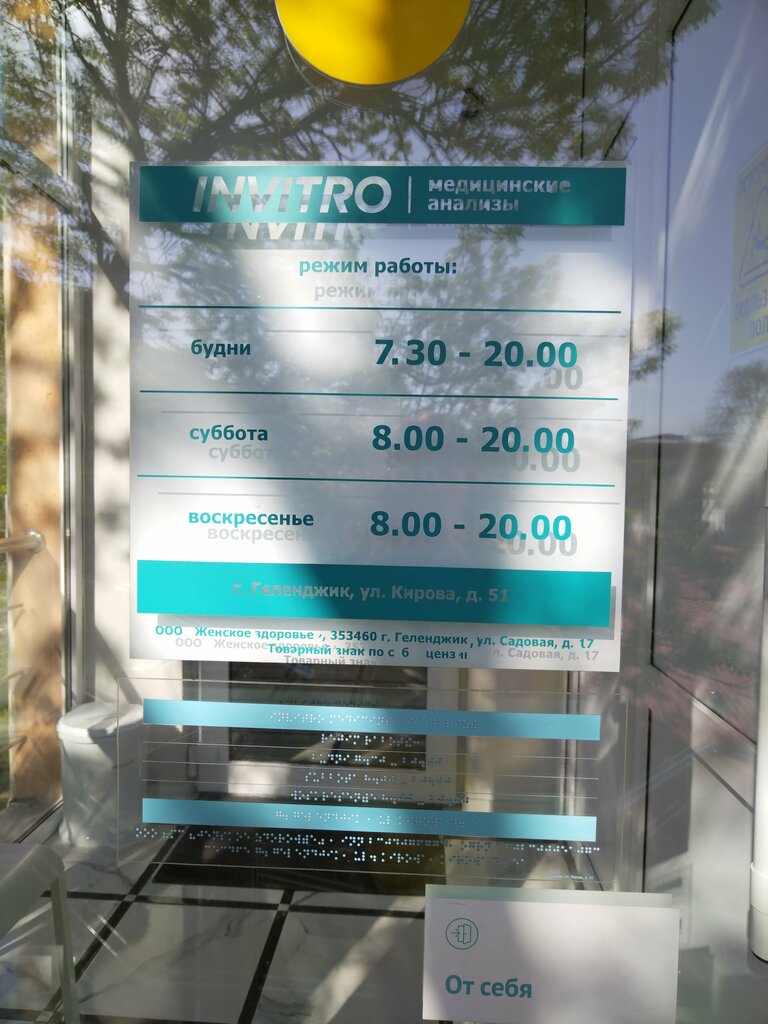 INVITRO | медицинские
анализы
режим работы:
будни 7.30 - 20.00
суббота 8.00 - 20.00
воскресенье 8.00 - 20.00
г. Геленджик, ул. Кирова, д. 51
ООО Женское здоровье, 353460 г. Геленджик, ул. Садовая, д. 17
Товарный знак по
От себя